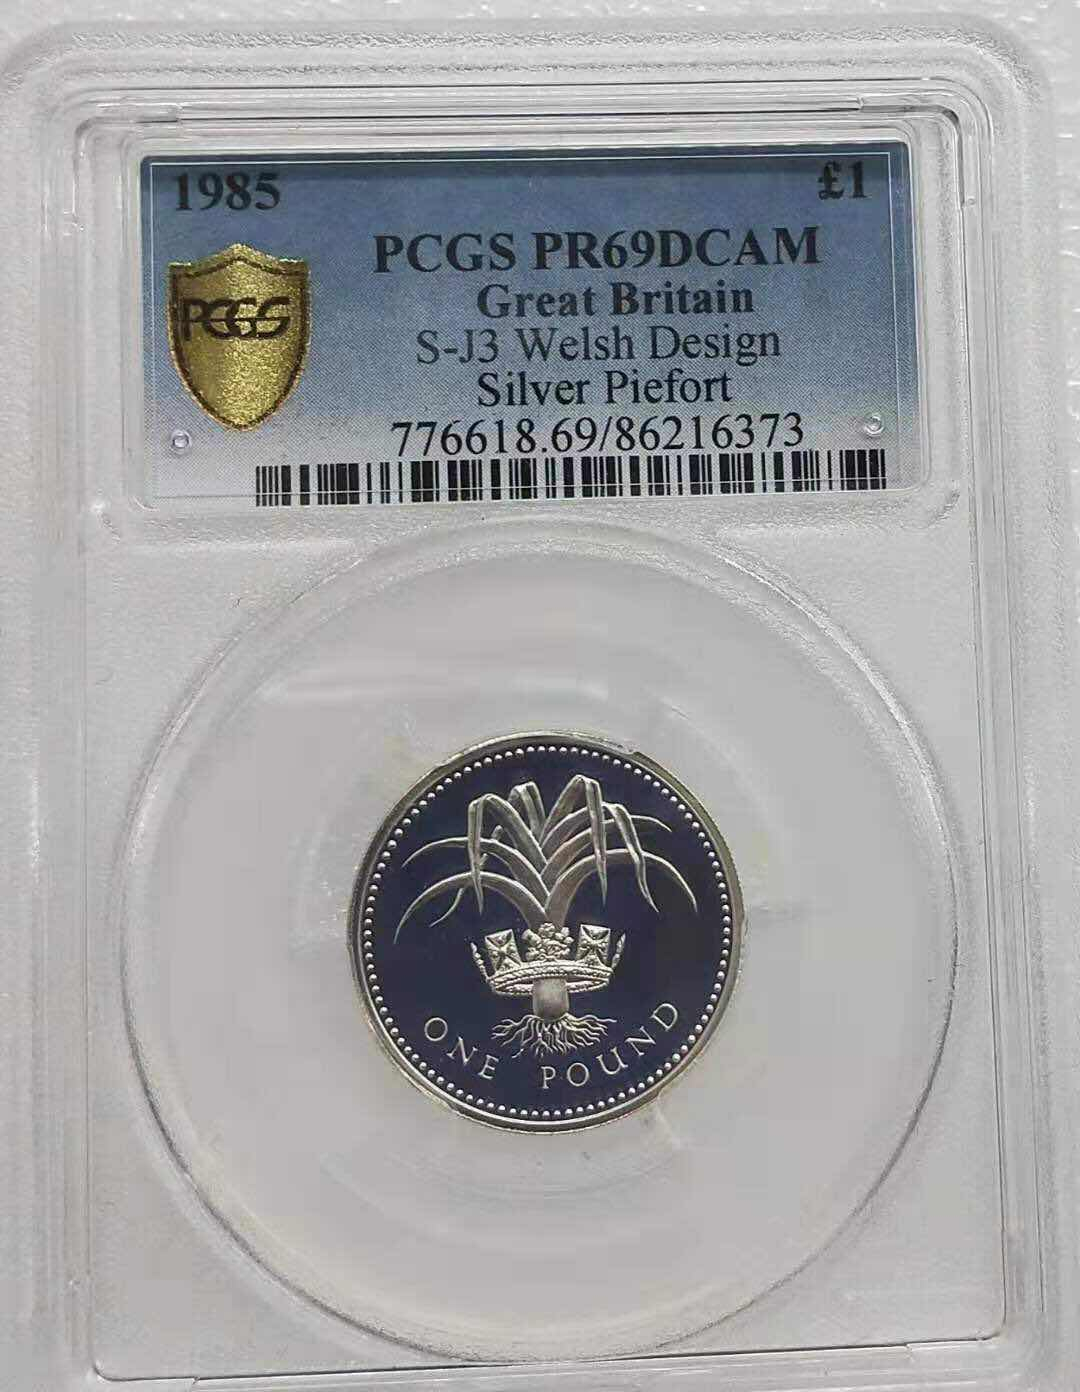 1985 £1
PCGS PR69DCAM
Great Britain
PCGS
S-J3 Welsh Design
Silver Piefort
776618.69/86216373
ONE POUND